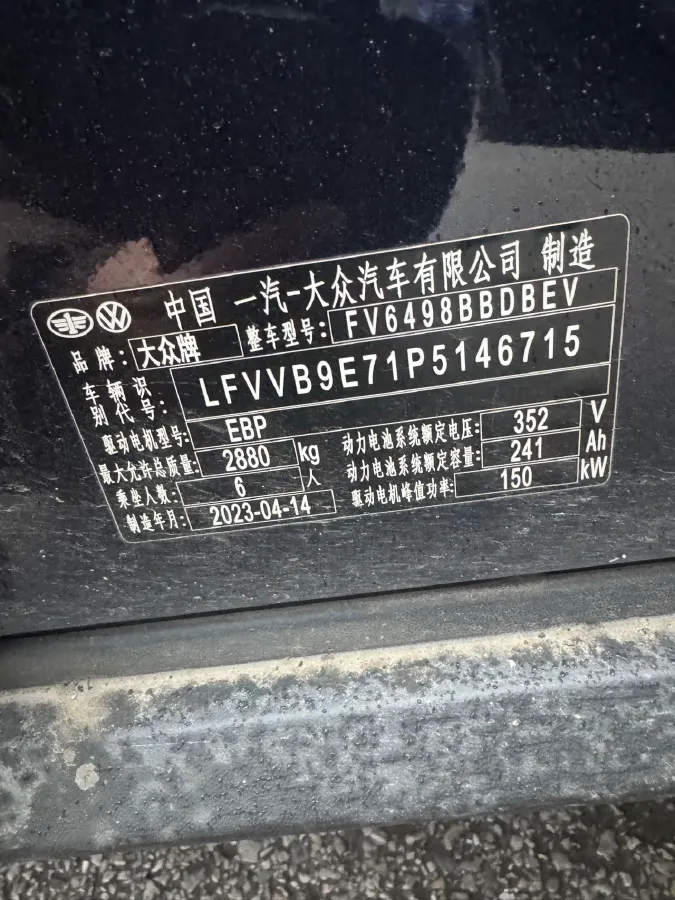 中国 一汽-大众汽车有限公司 制造
品牌: 大众牌 整车型号: FV6498BBDBEV
车辆识别代号: LFVVB9E71P5146715
驱动电机型号: EBP 动力电池系统额定电压: 352 V
最大允许总质量: 2880 kg 动力电池系统额定容量: 241 Ah
乘坐人数: 6 人 驱动电机峰值功率: 150 kW
制造年月: 2023-04-14